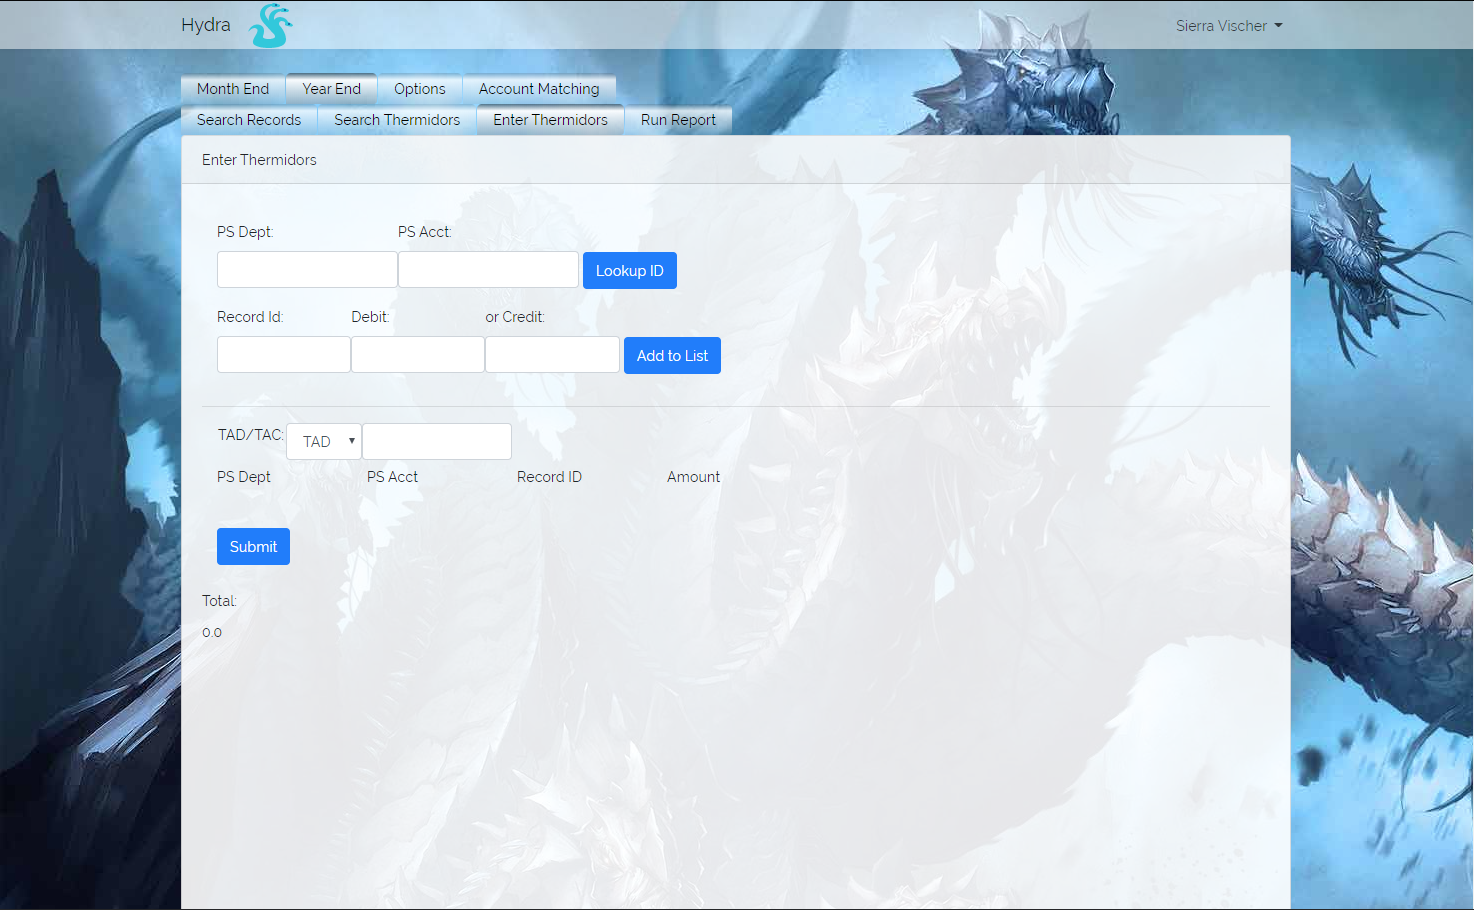 Hydra Sierra Vischer
Month End Year End Options Account Matching
Search Records Search Thermidors Enter Thermidors Run Report
Enter Thermidors
PS Dept: PS Acct:
Lookup ID
Record Id: Debit: or Credit:
Add to List
TAD/TAC: TAD
PS Dept PS Acct Record ID Amount
Submit
Total:
0.0